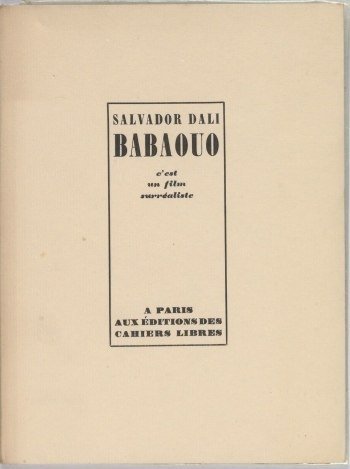 SALVADOR DALI
BABAOUO
c'est
un film
surréaliste
A PARIS
AUX ÉDITIONS DES
CAHIERS LIBRES